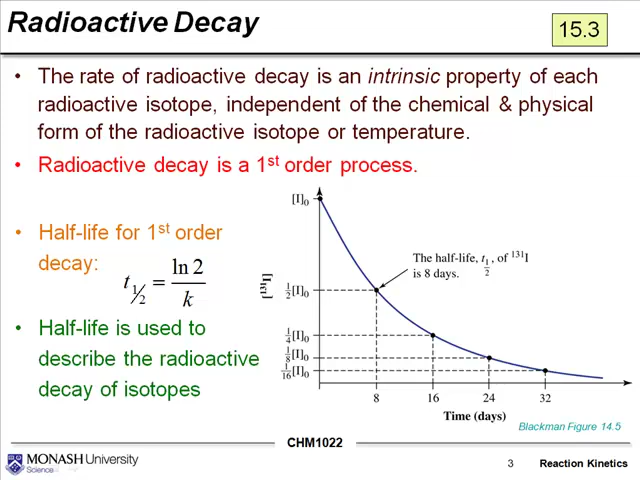 Radioactive Decay
15.3
• The rate of radioactive decay is an intrinsic property of each
radioactive isotope, independent of the chemical & physical
form of the radioactive isotope or temperature.
• Radioactive decay is a 1st order process.
• Half-life for 1st order
decay:
t1/2 = ln 2 / k
• Half-life is used to
describe the radioactive
decay of isotopes
[I]0
1/2[I]0
1/4[I]0
1/8[I]0
1/16[I]0
[131I]
The half-life, t1/2, of 131I
is 8 days.
8 16 24 32
Time (days)
Blackman Figure 14.5
CHM1022
MONASH University
Science
3 Reaction Kinetics